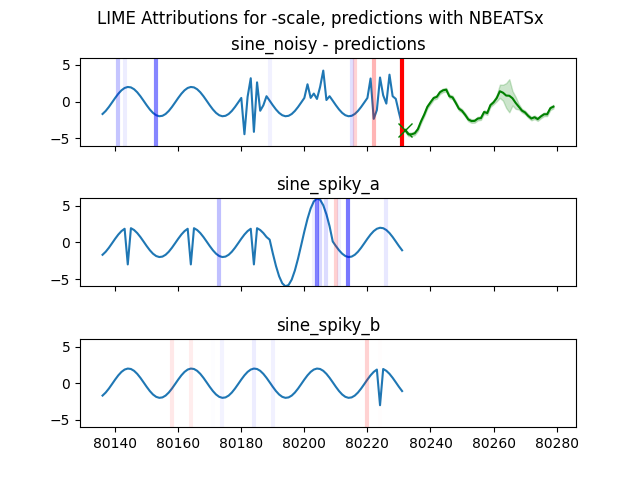 LIME Attributions for -scale, predictions with NBEATSx
sine_noisy - predictions
5
0
−5
sine_spiky_a
5
0
−5
sine_spiky_b
5
0
−5
80140 80160 80180 80200 80220 80240 80260 80280